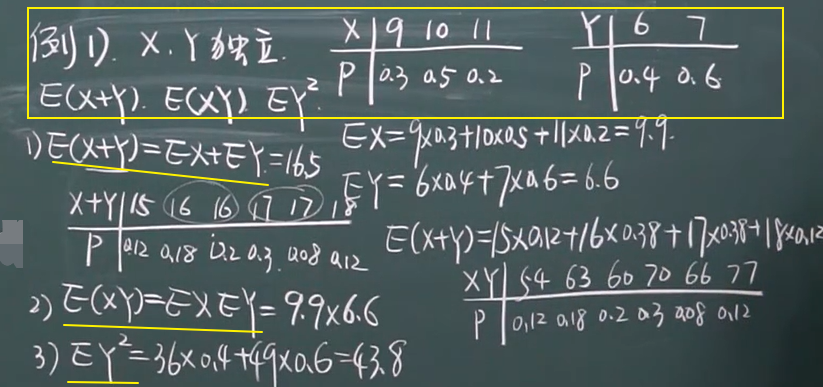 例1). X.Y独立.
E(X+Y). E(XY) EY².
X 9 10 11
P 0.3 0.5 0.2
Y 6 7
P 0.4 0.6
1) E(X+Y)=EX+EY=16.5
EX=9×0.3+10×0.5+11×0.2=9.9.
EY=6×0.4+7×0.6=6.6
X+Y 15 16 16 17 17 18
P 0.12 0.18 0.2 0.3 0.08 0.12
E(X+Y)=15×0.12+16×0.38+17×0.38+18×0.12
XY 54 63 60 70 66 77
P 0.12 0.18 0.2 0.3 0.08 0.12
2) E(XY)=EXEY=9.9×6.6
3) EY²=36×0.4+49×0.6=43.8